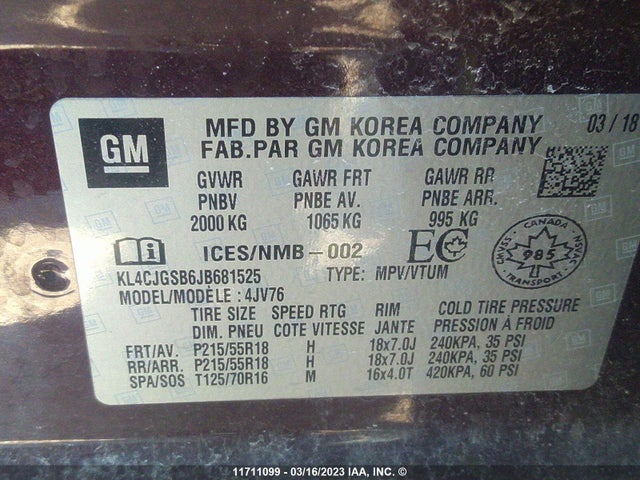 GM
MFD BY GM KOREA COMPANY 03 / 18
FAB.PAR GM KOREA COMPANY
GVWR GAWR FRT GAWR RR
PNBV PNBE AV. PNBE ARR.
2000 KG 1065 KG 995 KG
ICES/NMB-002 EC
CANADA
985
TRANSPORT
KL4CJGSB6JB681525 TYPE: MPV/VTUM
MODEL/MODÈLE : 4JV76
TIRE SIZE SPEED RTG RIM COLD TIRE PRESSURE
DIM. PNEU COTE VITESSE JANTE PRESSION À FROID
FRT/AV. P215/55R18 H 18x7.0J 240KPA, 35 PSI
RR/ARR. P215/55R18 H 18x7.0J 240KPA, 35 PSI
SPA/SOS T125/70R16 M 16x4.0T 420KPA, 60 PSI
11711099 - 03/16/2023 IAA, INC. ©